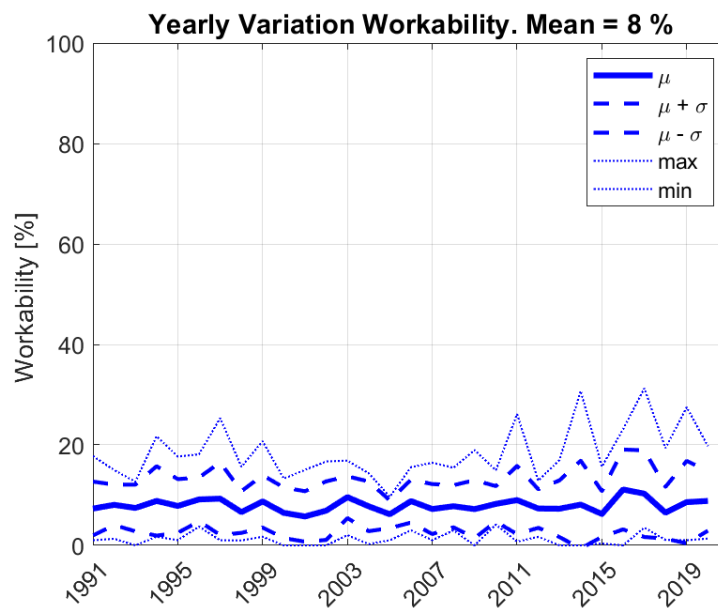 Yearly Variation Workability. Mean = 8 %
100
80
60
40
20
0
Workability [%]
μ
μ + σ
μ - σ
max
min
1991
1995
1999
2003
2007
2011
2015
2019